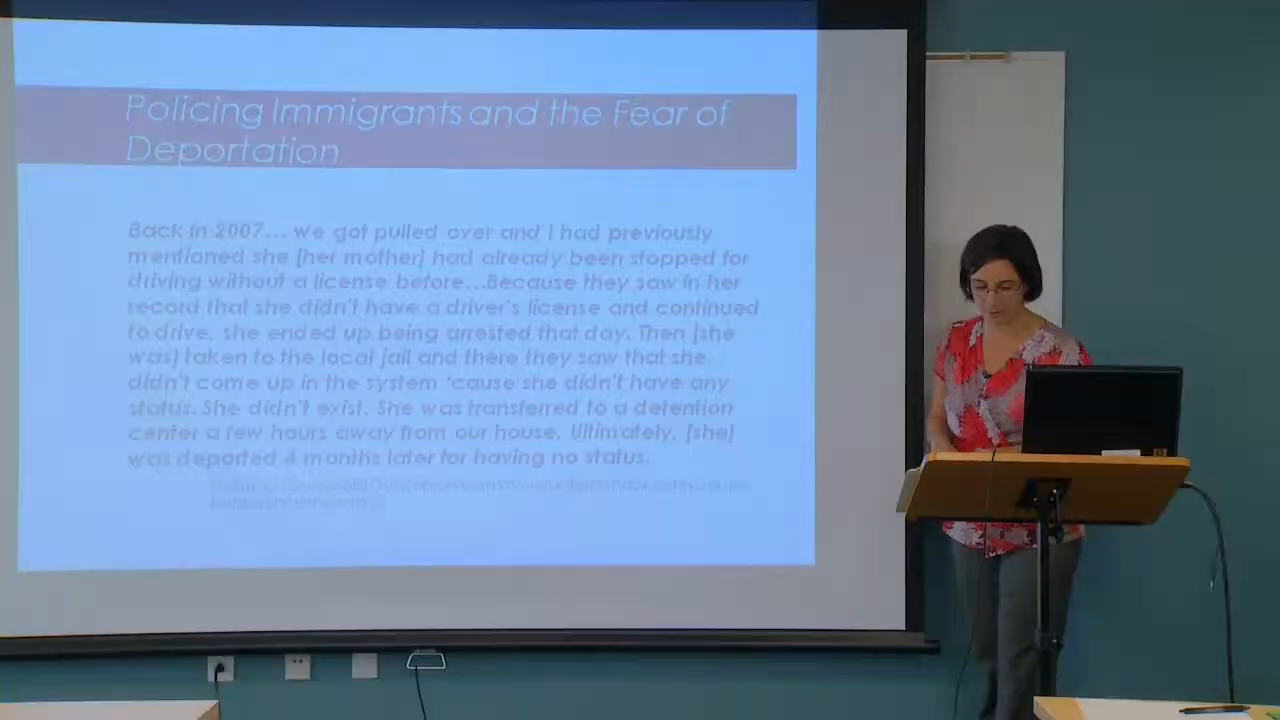 Policing Immigrants and the Fear of
Deportation
Back in 2007... we got pulled over and I had previously
mentioned she [her mother] had already been stopped for
driving without a license before...Because they saw in her
record that she didn't have a driver's license and continued
to drive, she ended up being arrested that day. Then [she
was] taken to the local jail and there they saw that she
didn't come up in the system 'cause she didn't have any
status. She didn't exist. She was transferred to a detention
center a few hours away from our house. Ultimately, [she]
was deported 4 months later for having no status.